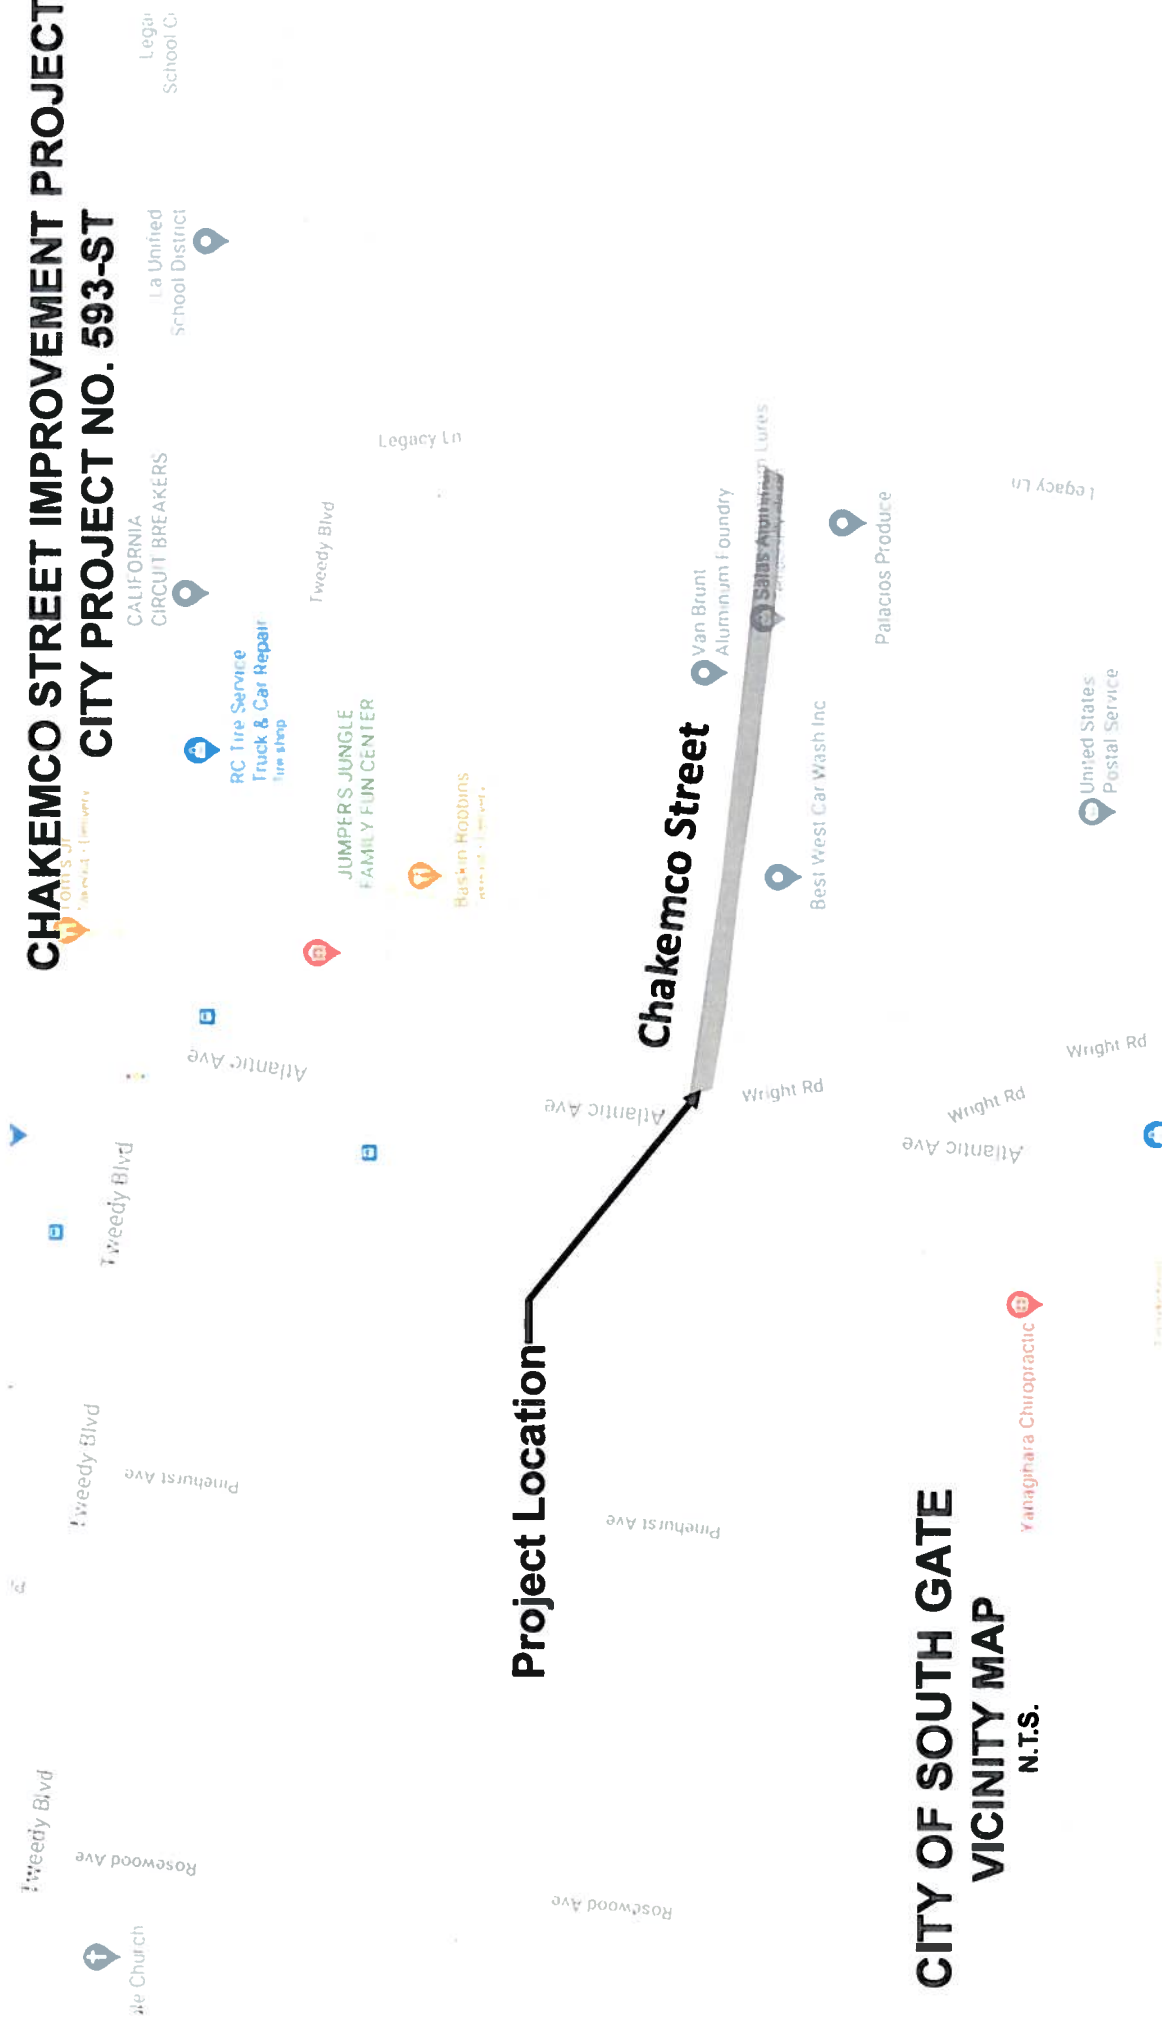 CHAKEMCO STREET IMPROVEMENT PROJECT
CITY PROJECT NO. 593-ST
School
La Unified
School District
CALIFORNIA
CIRCUIT BREAKERS
RC Tire Service
Truck & Car Repair
Tire shop
JUMPERS JUNGLE
FAMILY FUN CENTER
Baskin Robbins
Tweedy Blvd
Tweedy Blvd
Tweedy Blvd
Tweedy Blvd
Legacy Ln
Legacy Ln
Atlantic Ave
Atlantic Ave
Atlantic Ave
Pinehurst Ave
Pinehurst Ave
Rosewood Ave
Rosewood Ave
Church
Project Location
Chakemco Street
Van Brunt
Aluminum Foundry
Salas Aluminum
Palacios Produce
Best West Car Wash Inc
United States
Postal Service
Wright Rd
Wright Rd
Wright Rd
Yanagihara Chiropractic
CITY OF SOUTH GATE
VICINITY MAP
N.T.S.